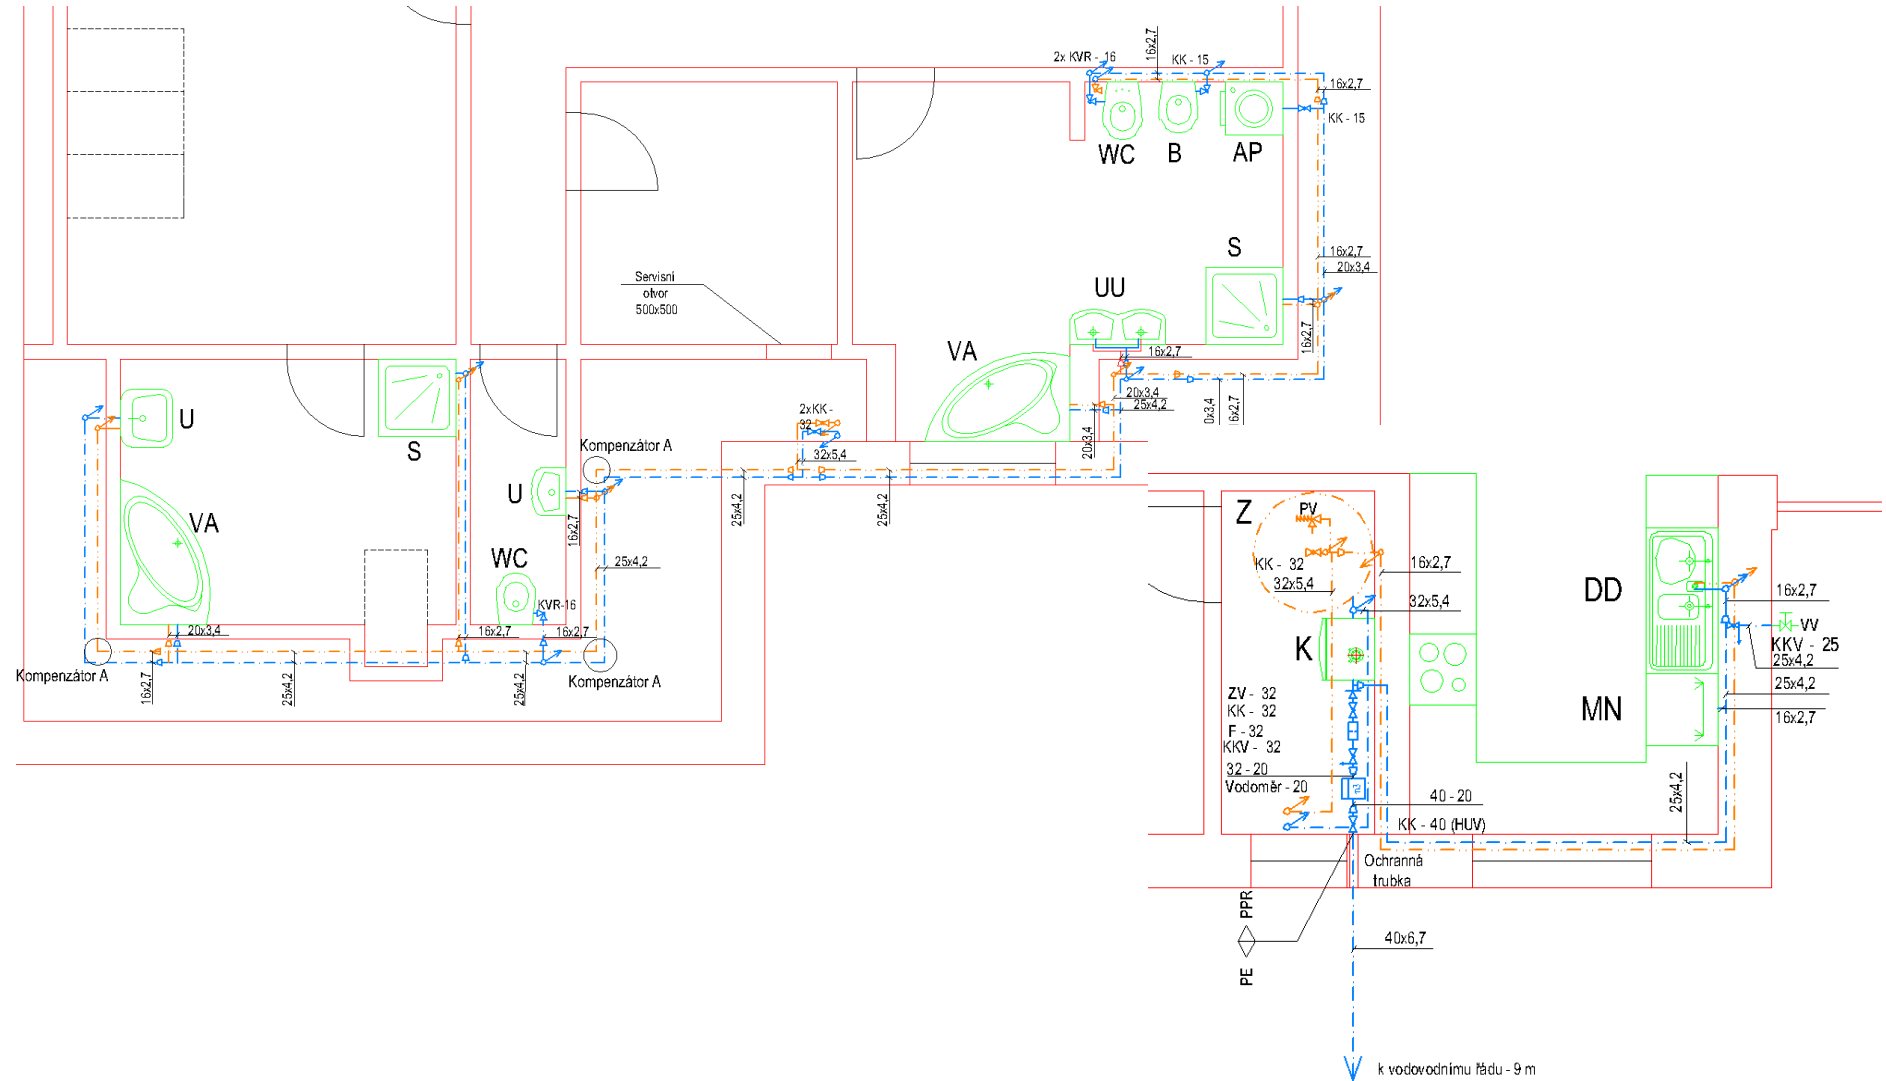 2x KVR - 16
16x2,7
KK - 15
16x2,7
KK - 15
WC
B
AP
S
16x2,7
20x3,4
Servisní
otvor
500x500
UU
VA
16x2,7
16x2,7
20x3,4
25x4,2
0x3,4
16x2,7
20x3,4
U
S
2xKK -
32
32x5,4
Kompenzátor A
U
VA
16x2,7
25x4,2
25x4,2
WC
25x4,2
KVR-16
20x3,4
16x2,7
16x2,7
Kompenzátor A
Kompenzátor A
16x2,7
25x4,2
25x4,2
Z
PV
KK - 32
32x5,4
16x2,7
32x5,4
DD
16x2,7
VV
KKV - 25
25x4,2
K
25x4,2
MN
16x2,7
ZV - 32
KK - 32
F - 32
KKV - 32
32 - 20
Vodoměr - 20
40 - 20
25x4,2
KK - 40 (HUV)
Ochranná
trubka
PPR
PE
40x6,7
k vodovodnímu řádu - 9 m